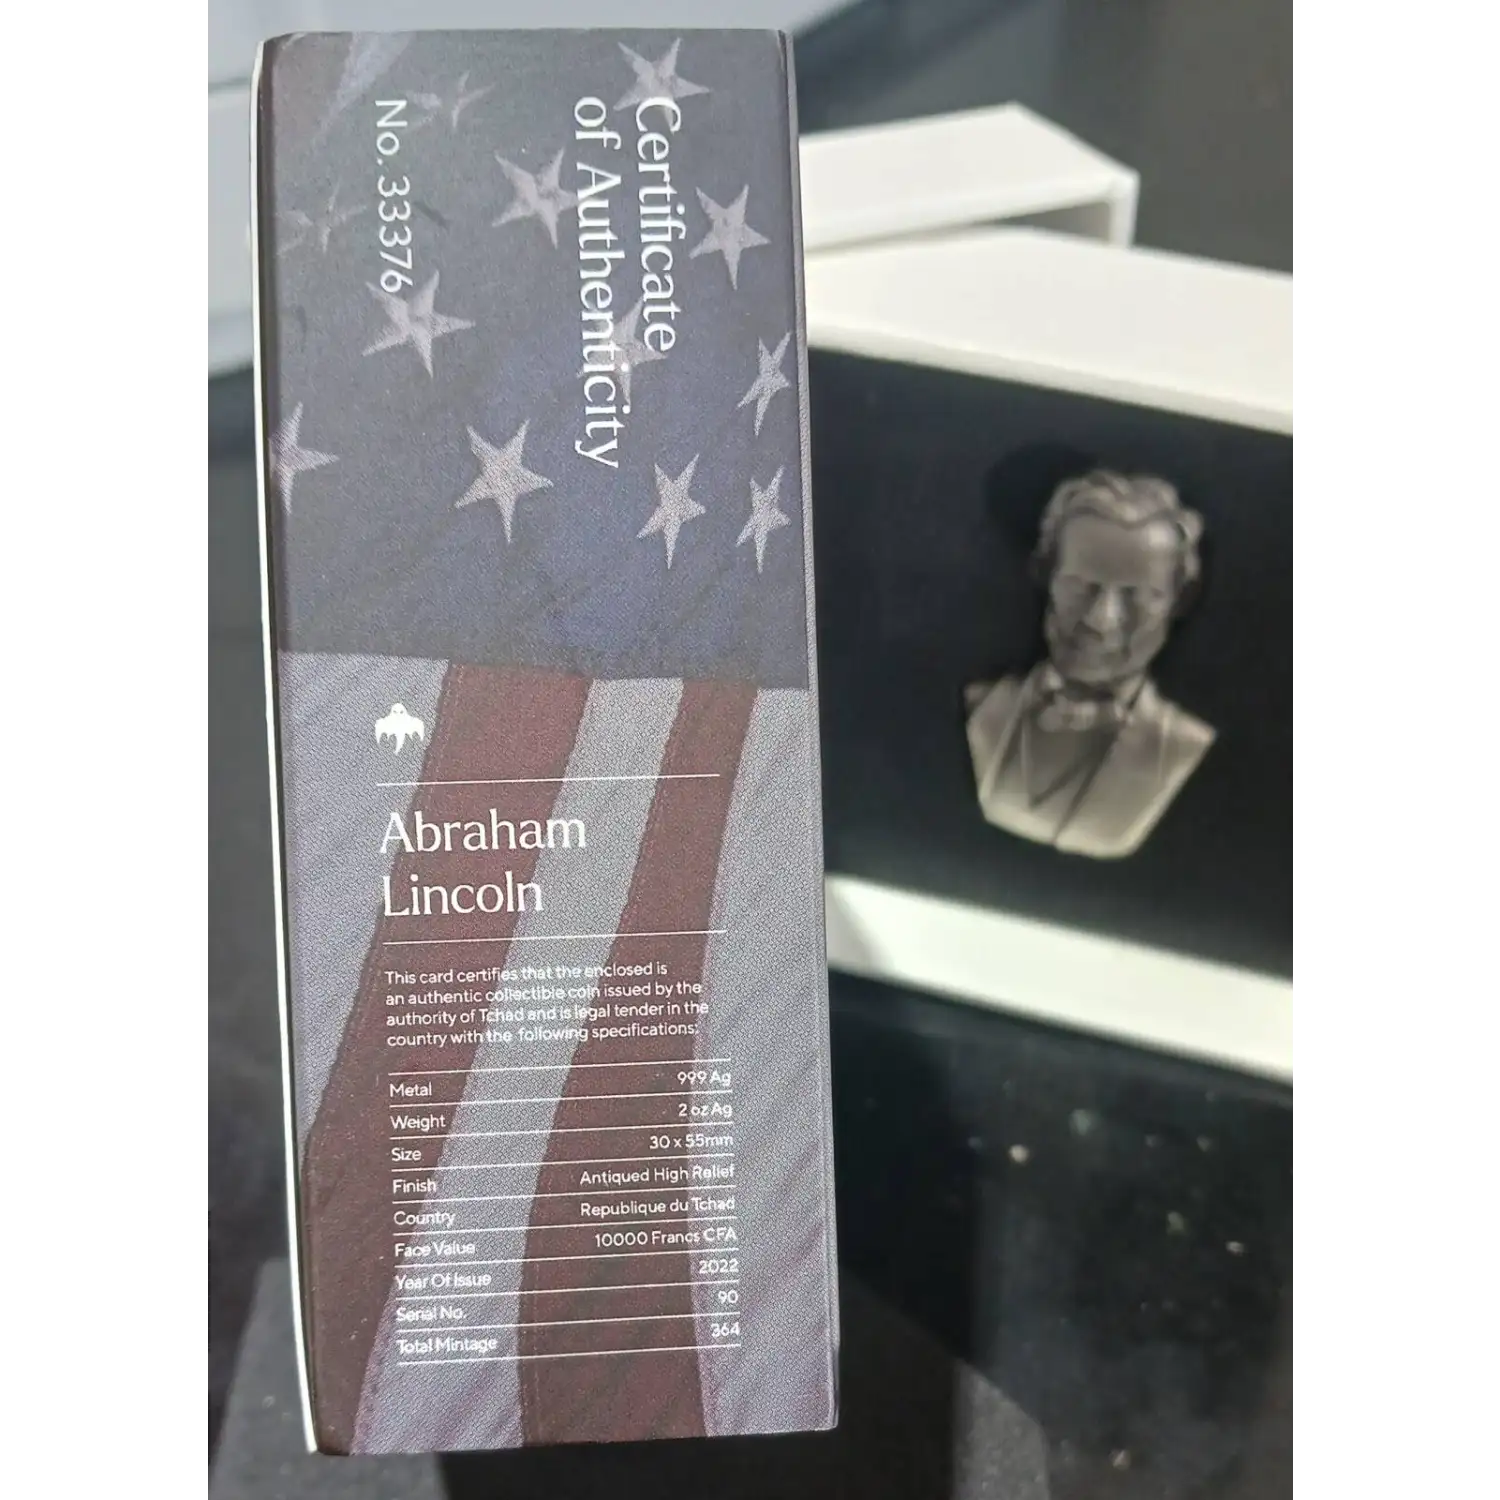 Certificate
of Authenticity
No. 33376
Abraham
Lincoln
This card certifies that the enclosed is
an authentic collectible coin issued by the
authority of Tchad and is legal tender in the
country with the following specifications:
Metal 999 Ag
Weight 2 oz Ag
Size 30 x 55mm
Finish Antiqued High Relief
Country Republique du Tchad
Face Value 10000 Francs CFA
Year Of Issue 2022
Serial No. 90
Total Mintage 364